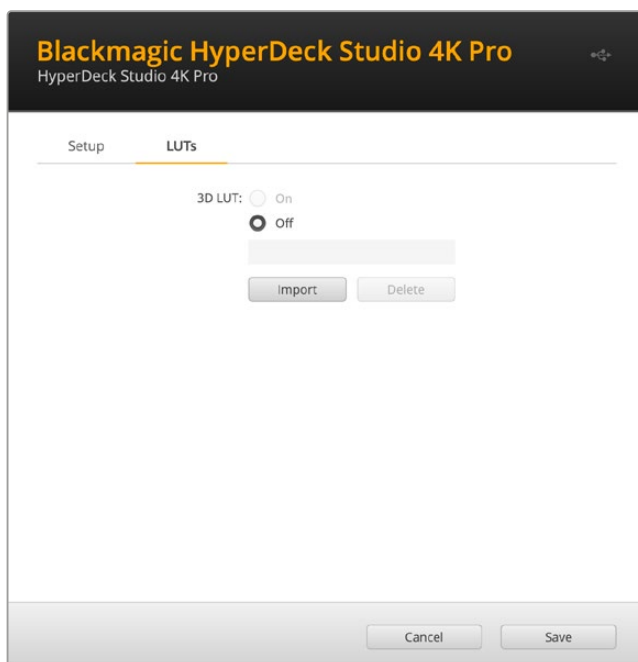 Blackmagic HyperDeck Studio 4K Pro
HyperDeck Studio 4K Pro
Setup LUTs
3D LUT: On
Off
Import Delete
Cancel Save